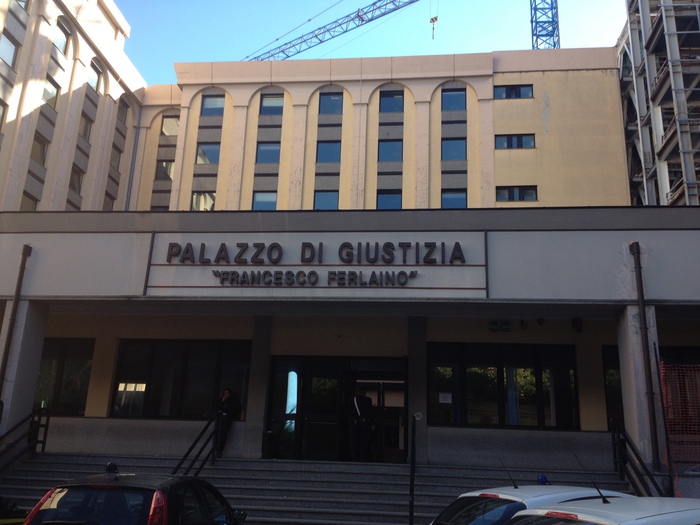 PALAZZO DI GIUSTIZIA
"FRANCESCO FERLAINO"